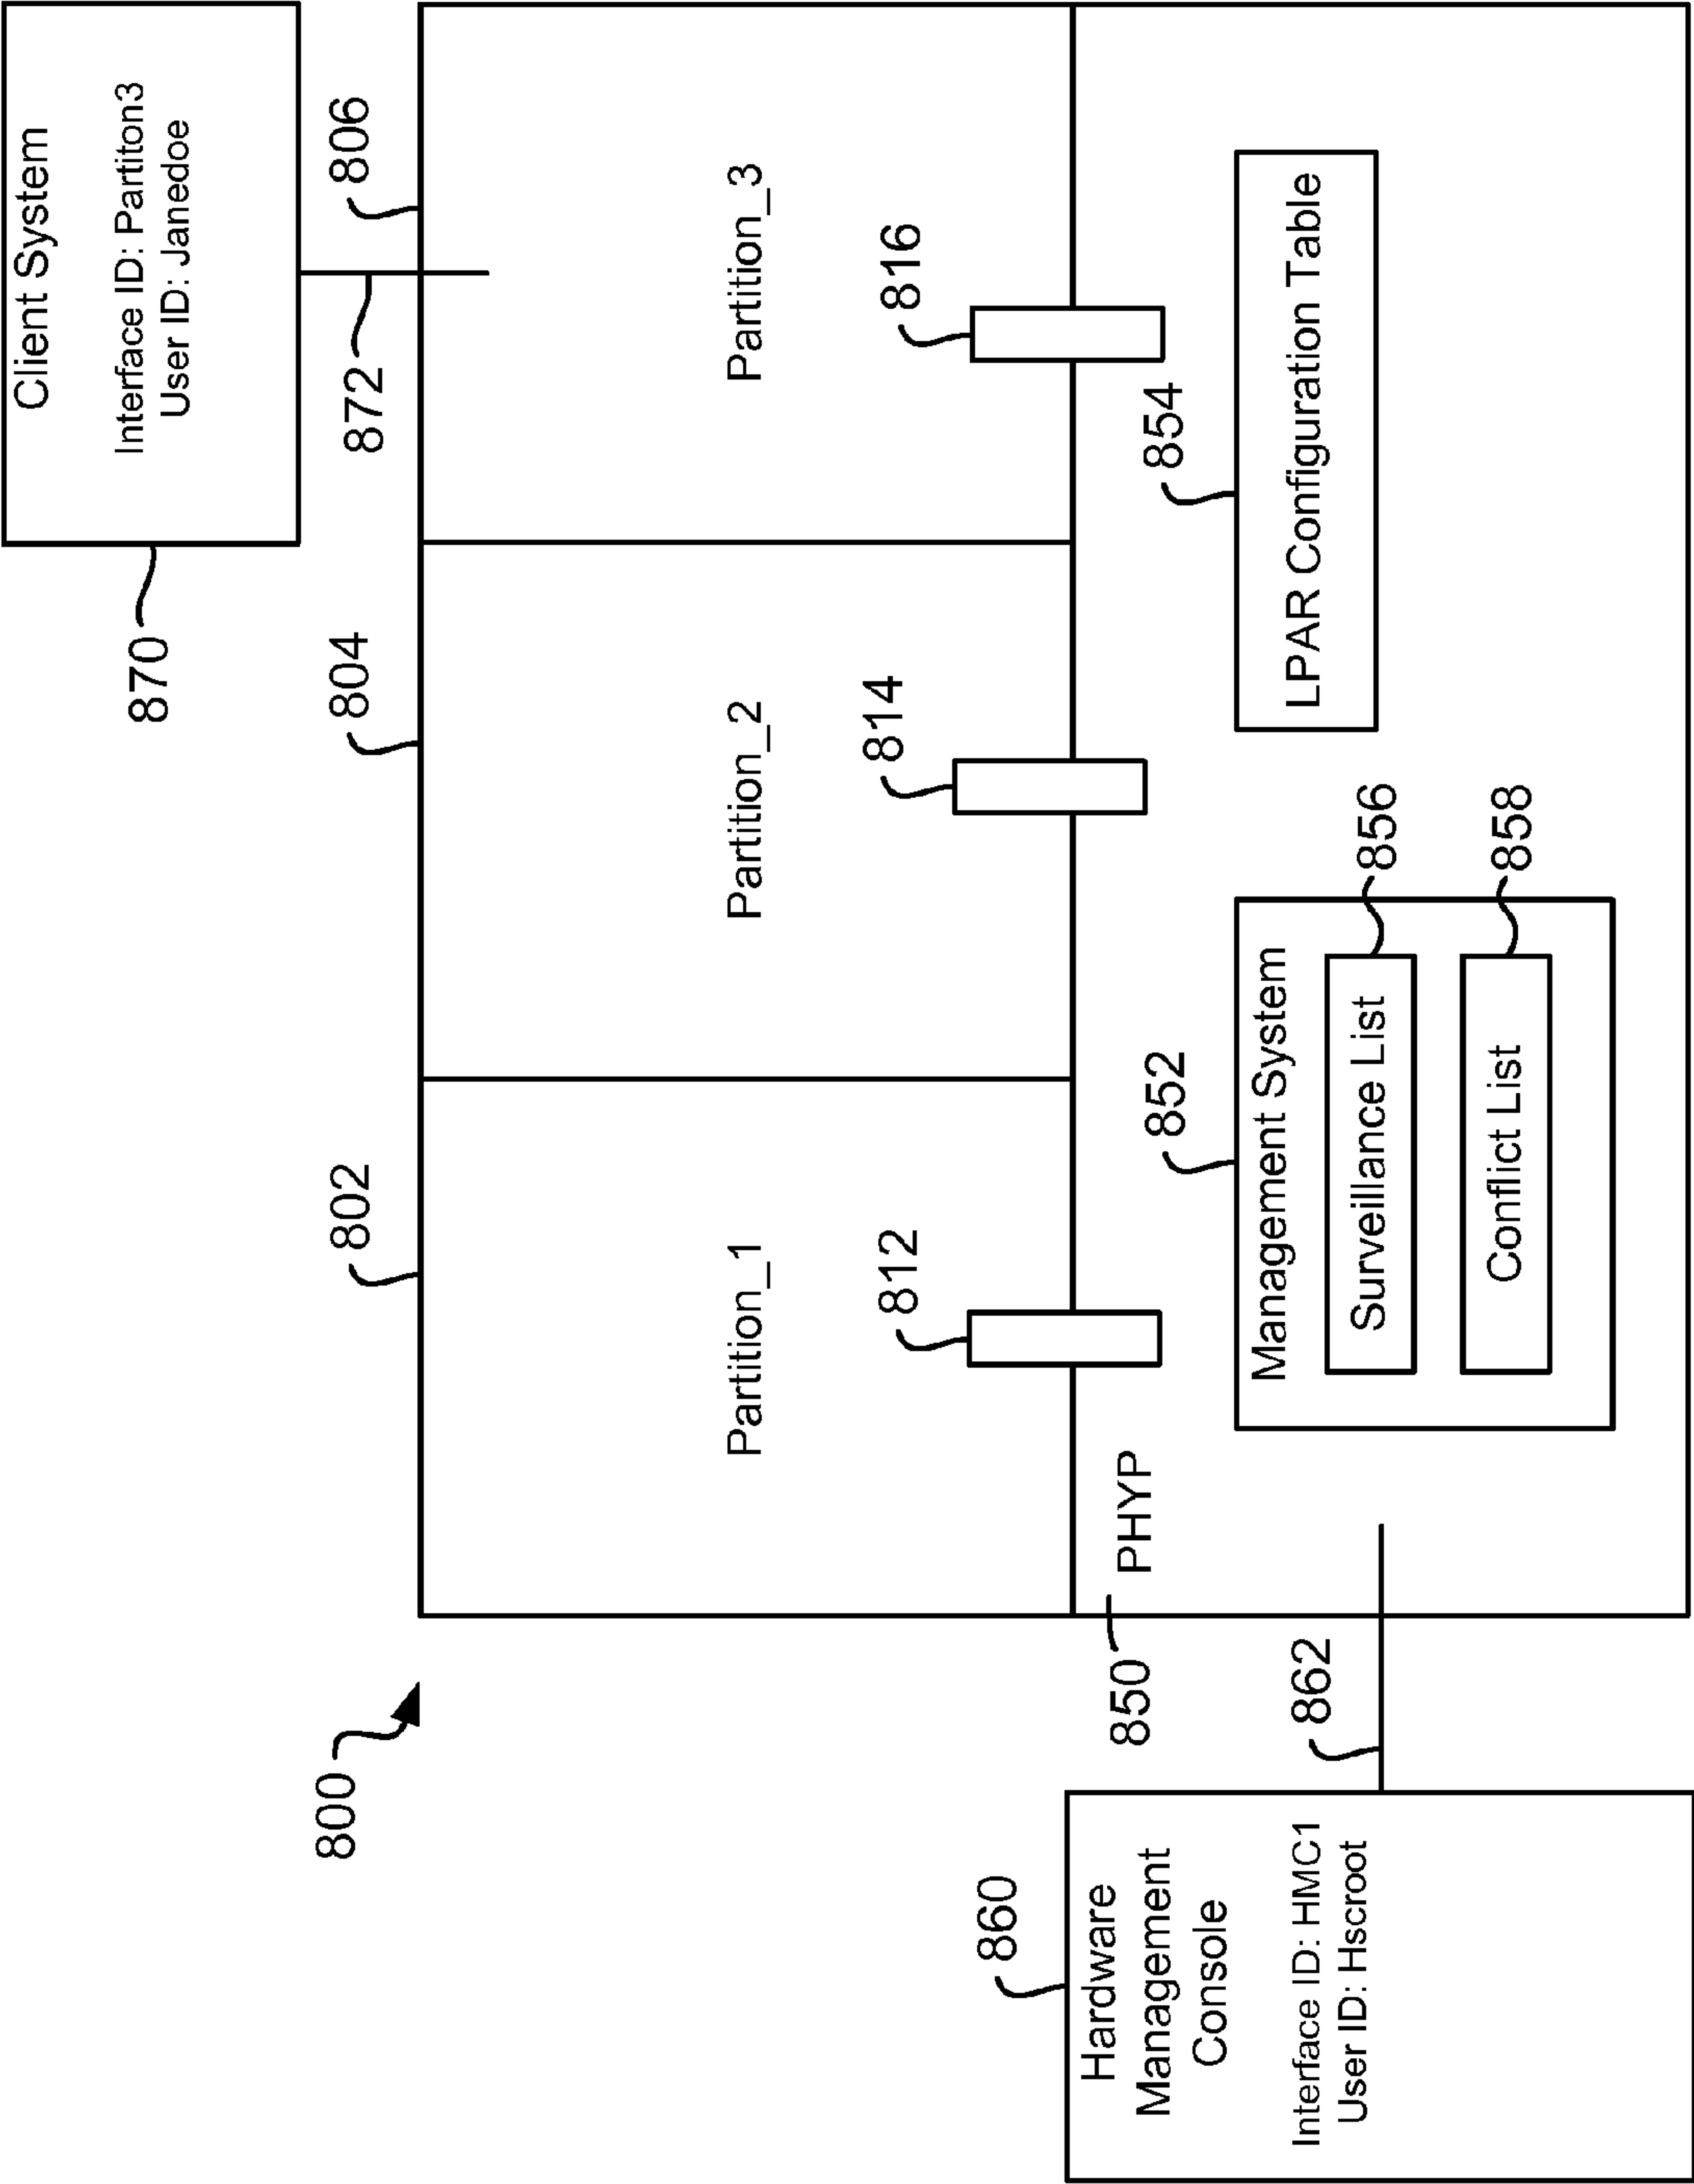 Client System
Interface ID: Partiton3
User ID: Janedoe
870
872
800
802
804
806
Partition_1
Partition_2
Partition_3
812
814
816
850
PHYP
852
Management System
Surveillance List
856
Conflict List
858
854
LPAR Configuration Table
860
Hardware
Management
Console
Interface ID: HMC1
User ID: Hscroot
862